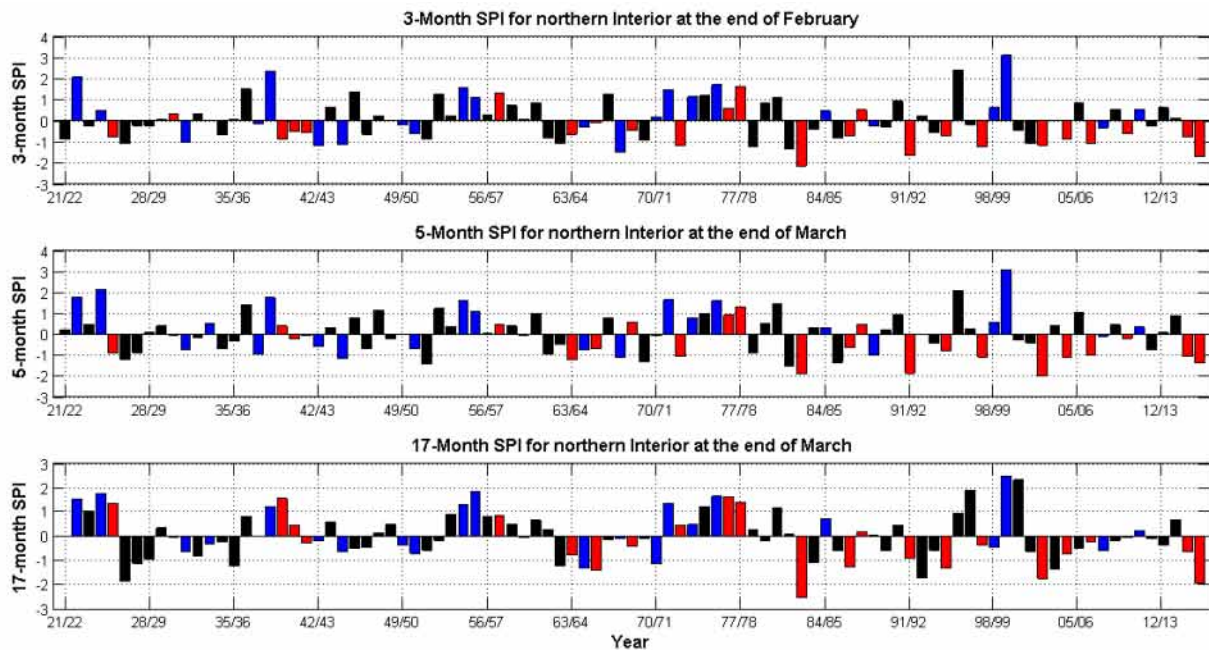 3-Month SPI for northern Interior at the end of February
3-month SPI
4
3
2
1
0
-1
-2
-3
21/22 28/29 35/36 42/43 49/50 56/57 63/64 70/71 77/78 84/85 91/92 98/99 05/06 12/13
5-Month SPI for northern Interior at the end of March
5-month SPI
4
3
2
1
0
-1
-2
-3
21/22 28/29 35/36 42/43 49/50 56/57 63/64 70/71 77/78 84/85 91/92 98/99 05/06 12/13
17-Month SPI for northern Interior at the end of March
17-month SPI
3
2
1
0
-1
-2
-3
21/22 28/29 35/36 42/43 49/50 56/57 63/64 70/71 77/78 84/85 91/92 98/99 05/06 12/13
Year